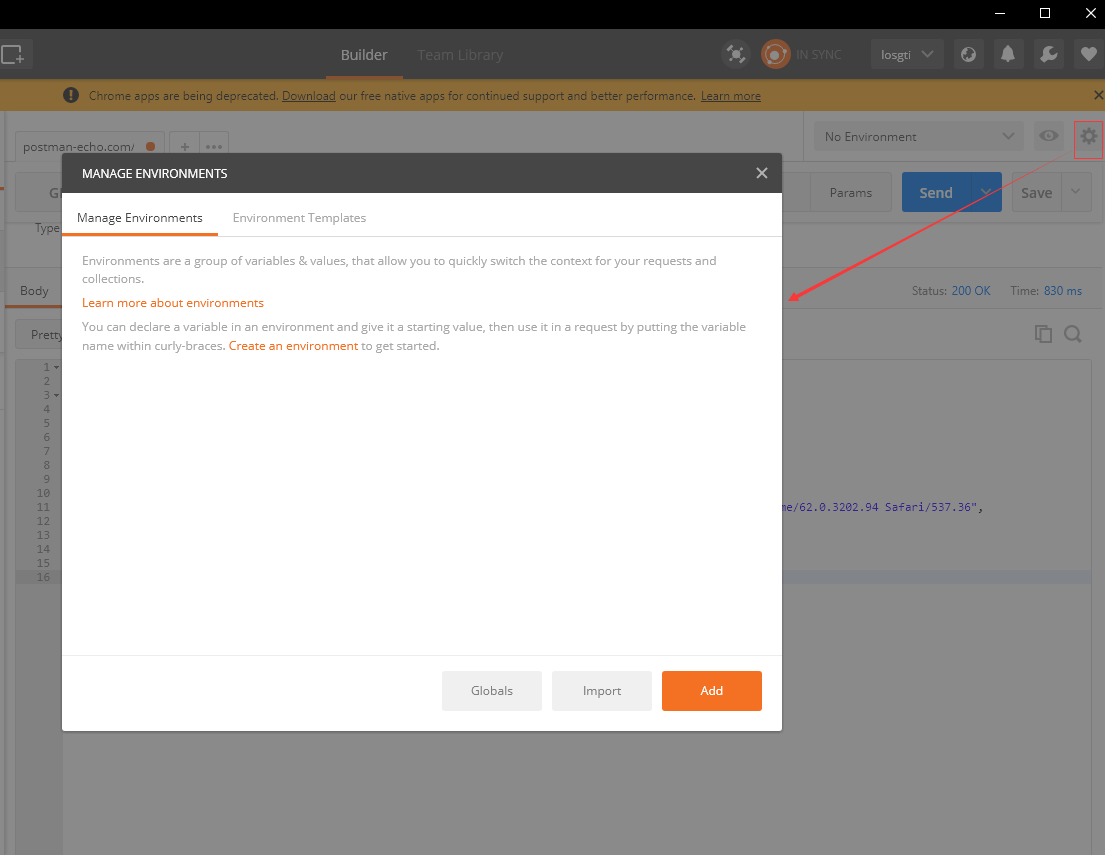 Builder
Team Library
IN SYNC
losgti
Chrome apps are being deprecated. Download our free native apps for continued support and better performance. Learn more
postman-echo.com/
No Environment
MANAGE ENVIRONMENTS
Params
Send
Save
Manage Environments
Environment Templates
Type
Environments are a group of variables & values, that allow you to quickly switch the context for your requests and
collections.
Body
Status: 200 OK
Time: 830 ms
Learn more about environments
You can declare a variable in an environment and give it a starting value, then use it in a request by putting the variable
name within curly-braces. Create an environment to get started.
Pretty
1
2
3
4
5
6
7
8
9
10
11
me/62.0.3202.94 Safari/537.36",
12
13
14
15
16
Globals
Import
Add